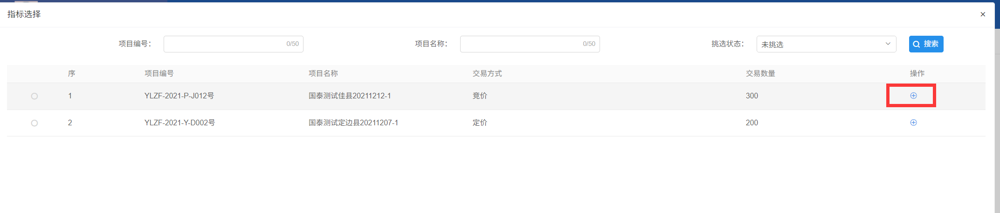 指标选择
项目编号： 0/50 项目名称： 0/50 挑选状态： 未挑选 搜索
序 项目编号 项目名称 交易方式 交易数量 操作
1 YLZF-2021-P-J012号 国泰测试佳县20211212-1 竞价 300
2 YLZF-2021-Y-D002号 国泰测试定边县20211207-1 定价 200